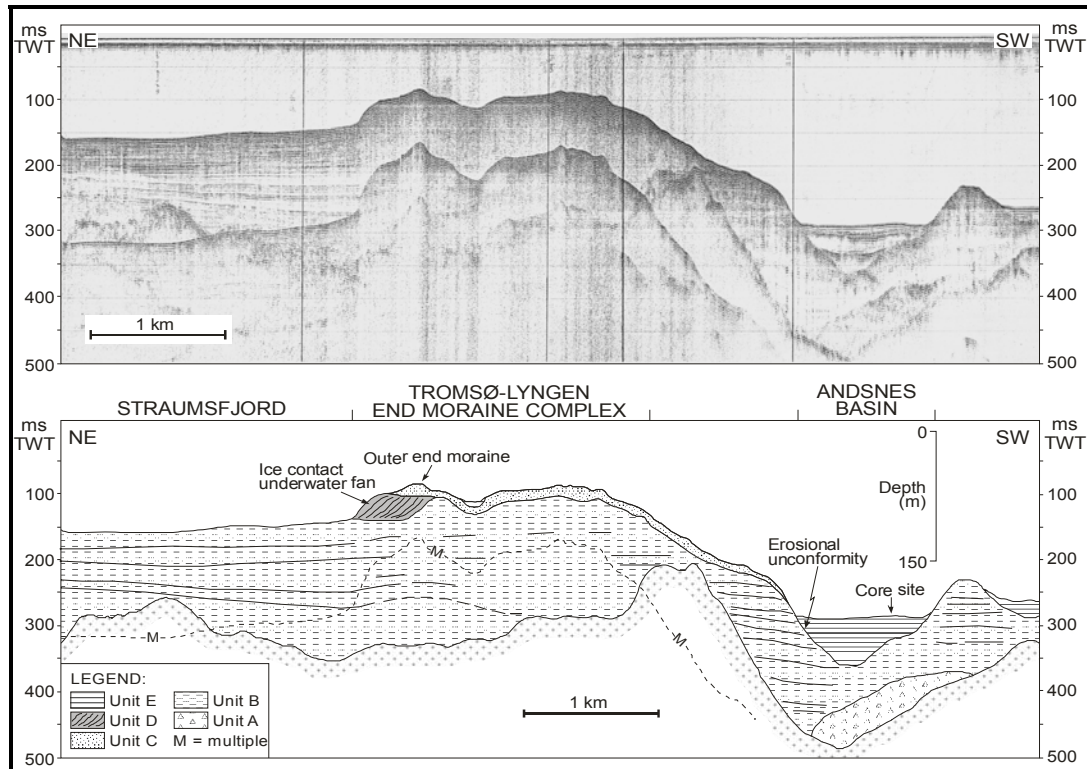 ms
TWT
NE
SW
ms
TWT
100
200
300
400
500
100
200
300
400
500
1 km
STRAUMSFJORD
TROMSØ-LYNGEN
END MORAINE COMPLEX
ANDSNES
BASIN
ms
TWT
NE
SW
ms
TWT
0
Depth
(m)
150
Outer end moraine
Ice contact
underwater fan
Erosional
unconformity
Core site
M
M
M
100
200
300
400
500
100
200
300
400
500
1 km
LEGEND:
Unit E
Unit B
Unit D
Unit A
Unit C
M = multiple